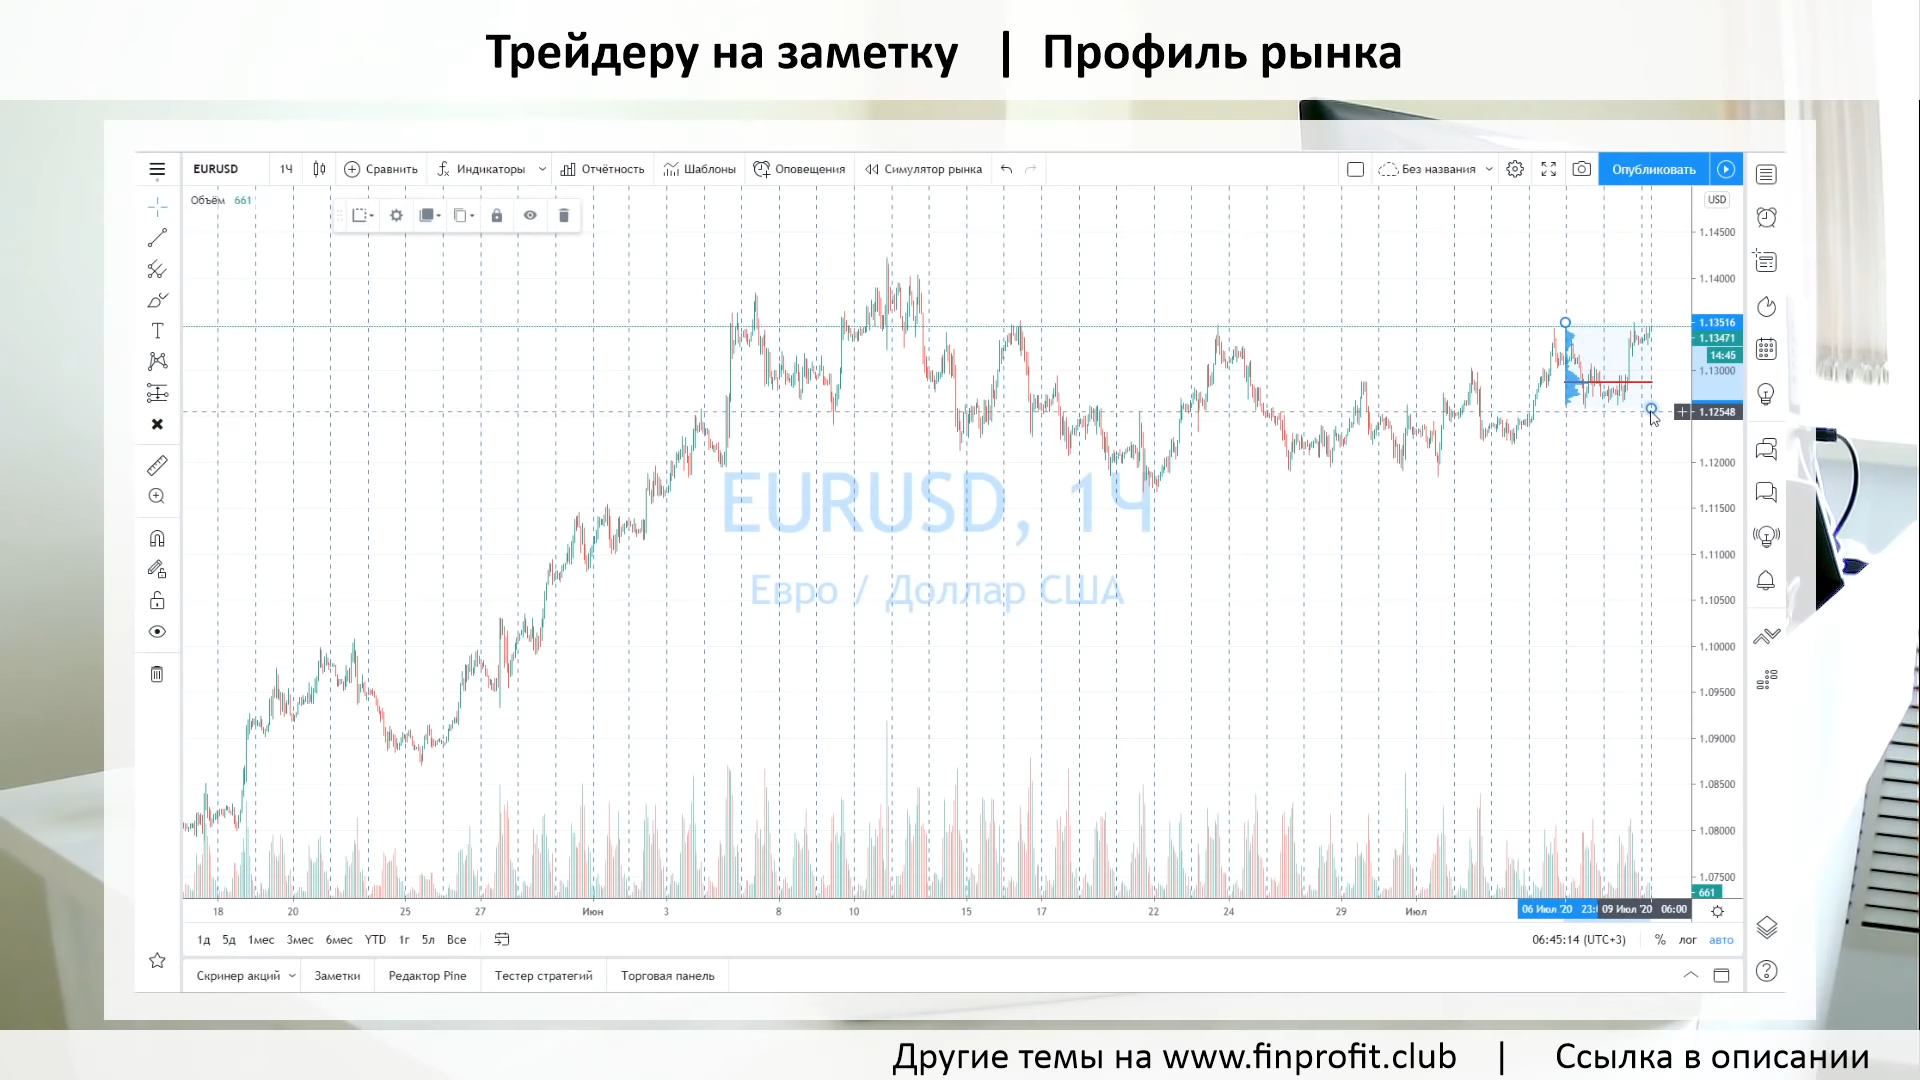 Трейдеру на заметку | Профиль рынка
EURUSD 1Ч Сравнить Индикаторы Отчётность Шаблоны Оповещения Симулятор рынка Без названия Опубликовать
Объём 661
USD
1.14500
1.14000
1.13516
1.13471
14:45
1.13000
1.12548
1.12000
1.11500
1.11000
1.10500
1.10000
1.09500
1.09000
1.08500
1.08000
1.07500
661
EURUSD, 1Ч
Евро / Доллар США
18 20 25 27 Июн 3 8 10 15 17 22 24 29 Июл 06 Июл '20 23: 09 Июл '20 06:00
1д 5д 1мес 3мес 6мес YTD 1г 5л Все 06:45:14 (UTC+3) % лог авто
Скринер акций Заметки Редактор Pine Тестер стратегий Торговая панель
Другие темы на www.finprofit.club | Ссылка в описании